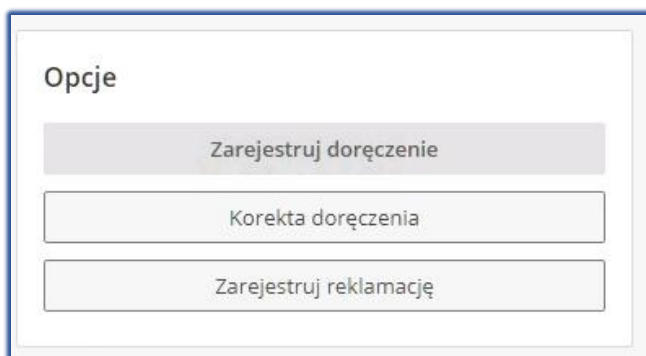 Opcje
Zarejestruj doręczenie
Korekta doręczenia
Zarejestruj reklamację